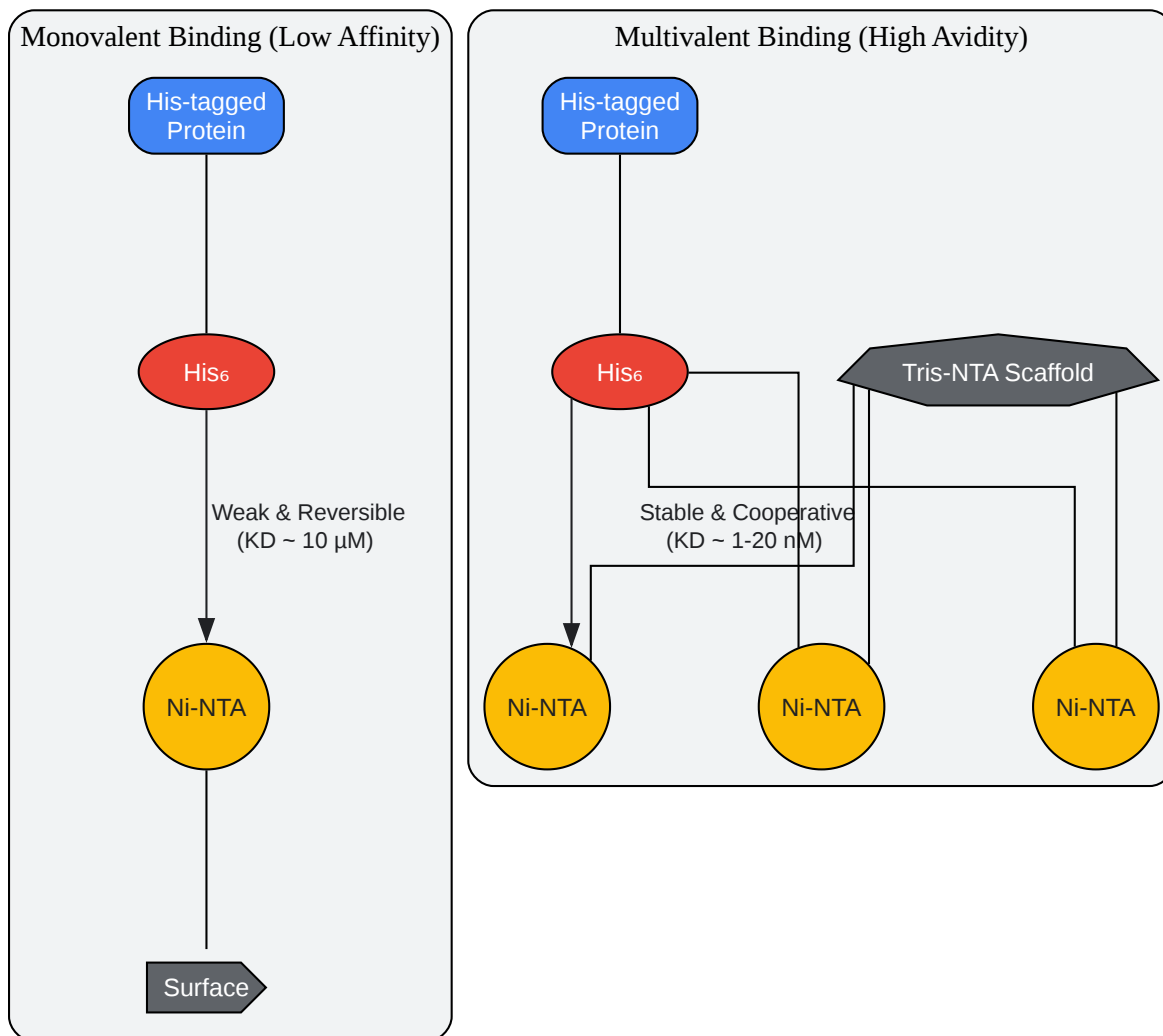 Monovalent Binding (Low Affinity)
His-tagged
Protein
His₆
Weak & Reversible
(KD ~ 10 µM)
Ni-NTA
Surface
Multivalent Binding (High Avidity)
His-tagged
Protein
His₆
Tris-NTA Scaffold
Stable & Cooperative
(KD ~ 1-20 nM)
Ni-NTA
Ni-NTA
Ni-NTA